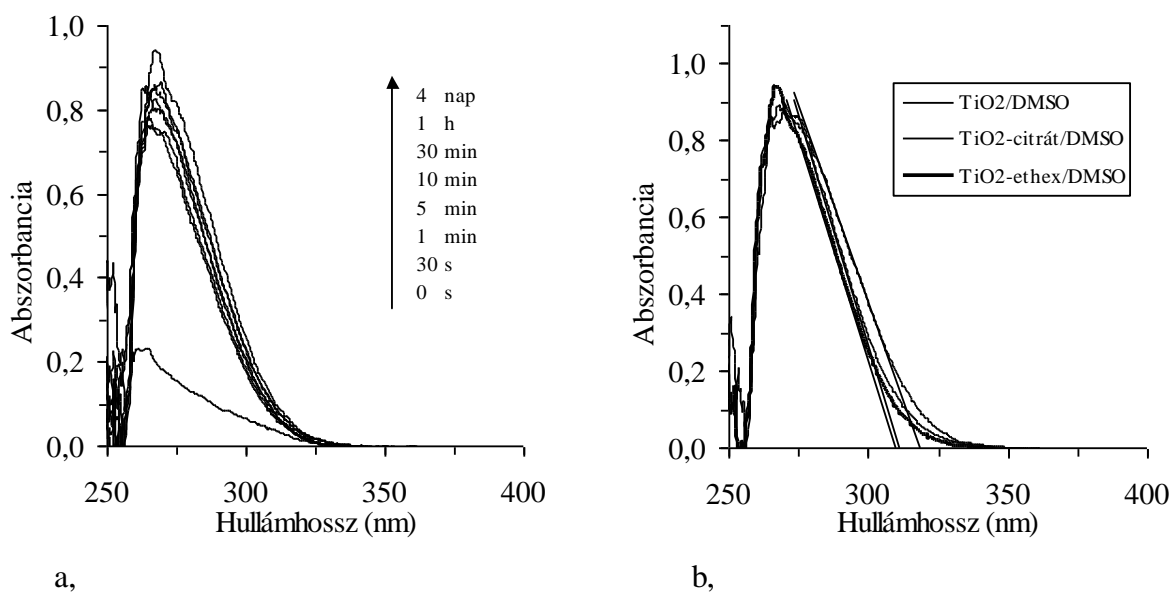 1,0
0,8
0,6
0,4
0,2
0,0
Abszorbancia
250
300
350
400
Hullámhossz (nm)
4 nap
1 h
30 min
10 min
5 min
1 min
30 s
0 s
a,
1,0
0,8
0,6
0,4
0,2
0,0
Abszorbancia
250
300
350
400
Hullámhossz (nm)
TiO2/DMSO
TiO2-citrát/DMSO
TiO2-ethex/DMSO
b,